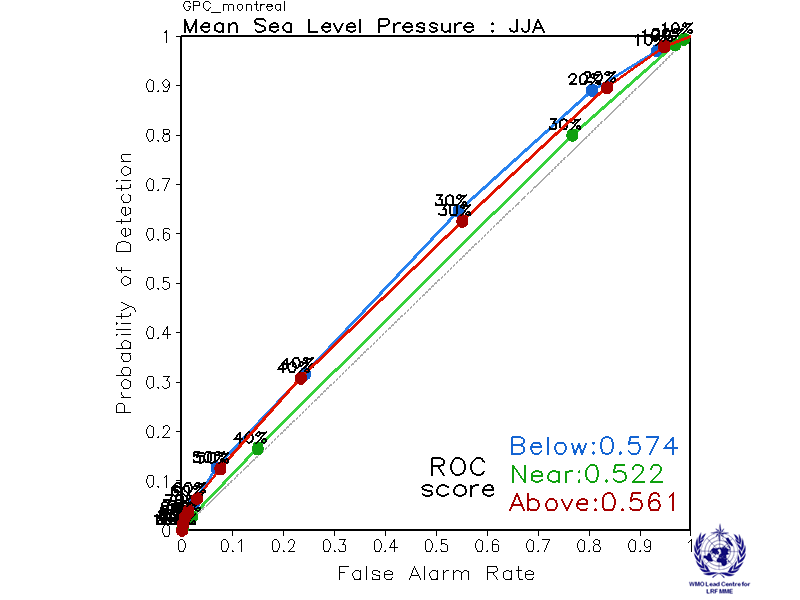 GPC_montreal
Mean Sea Level Pressure : JJA
1
0.9
0.8
0.7
0.6
0.5
0.4
0.3
0.2
0.1
0
Probability of Detection
10%
10%
20%
20%
30%
30%
30%
40%
40%
40%
50%
50%
60%
ROC
score
Below:0.574
Near:0.522
Above:0.561
0 0.1 0.2 0.3 0.4 0.5 0.6 0.7 0.8 0.9 1
False Alarm Rate
WMO Lead Centre for
LRF MME